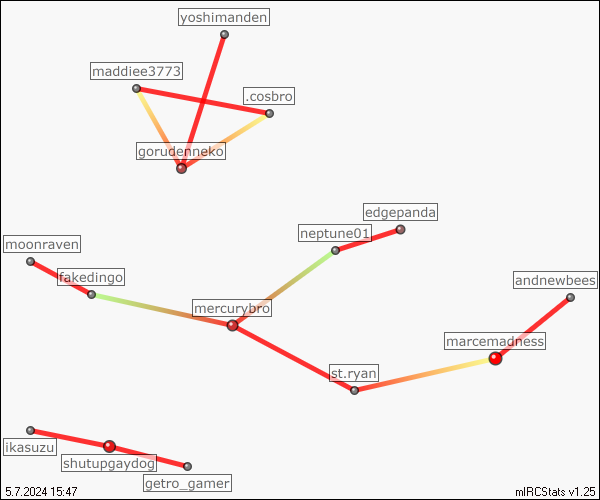 yoshimanden
maddiee3773
.cosbro
gorudenneko
edgepanda
neptune01
moonraven
fakedingo
andnewbees
mercurybro
marcemadness
st.ryan
ikasuzu
shutupgaydog
getro_gamer
5.7.2024 15:47
mIRCStats v1.25